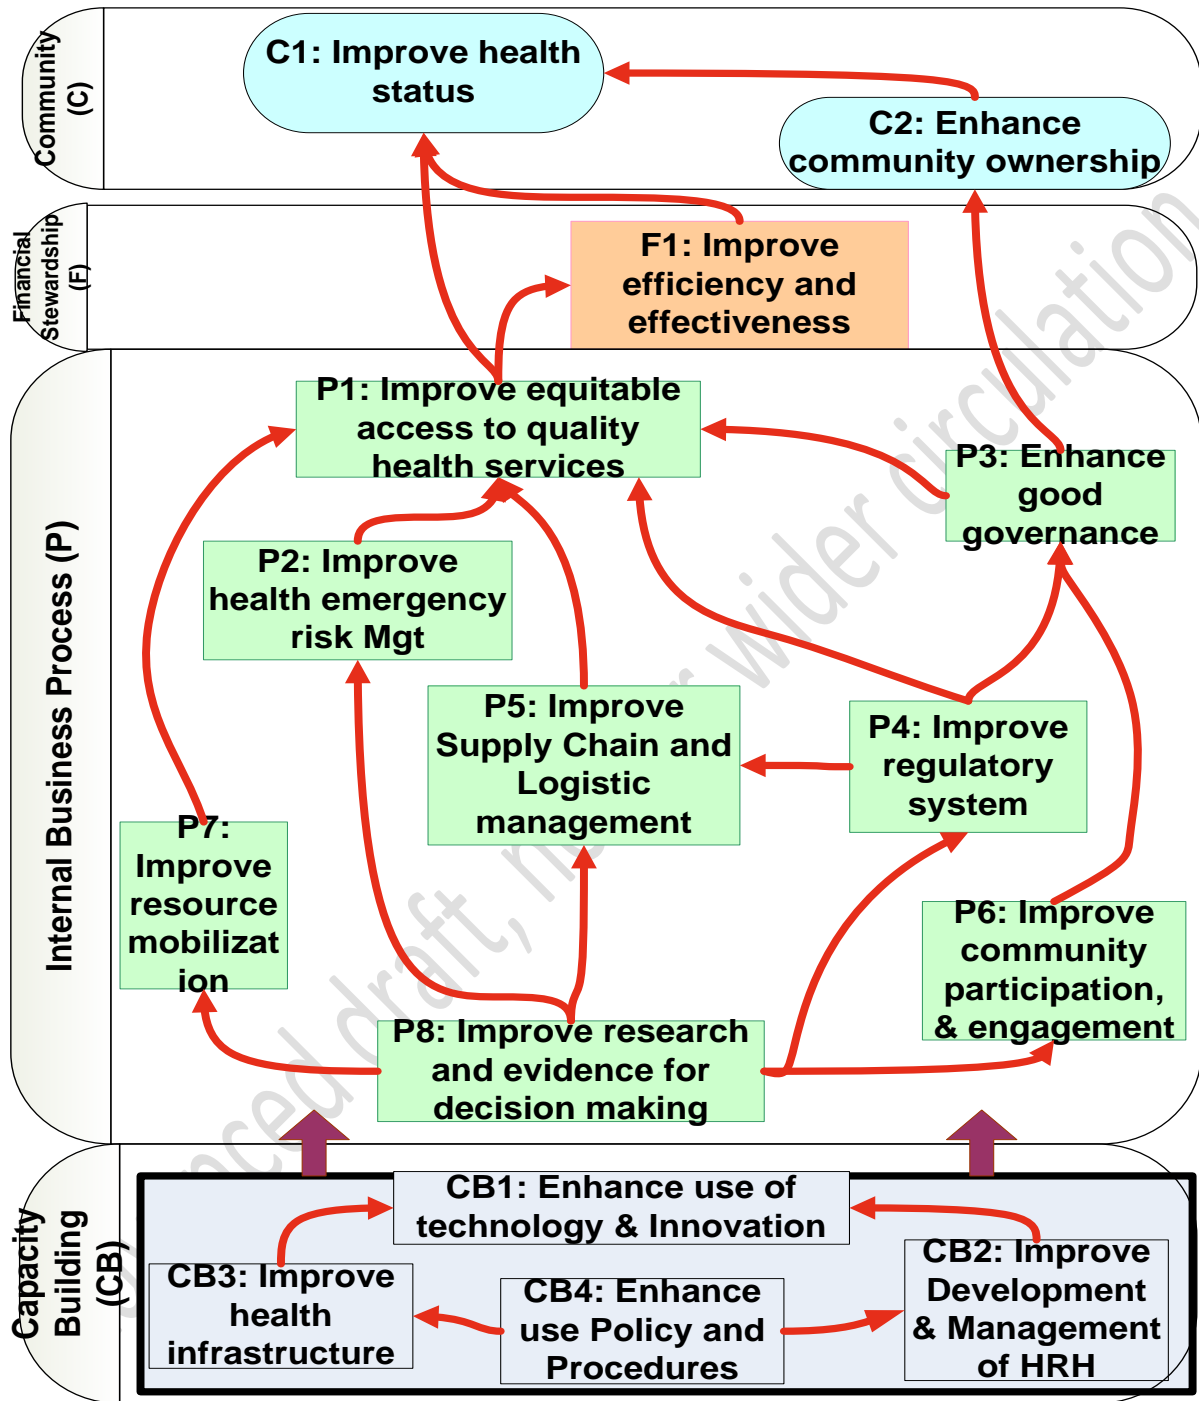 Community
(C)
C1: Improve health
status
C2: Enhance
community ownership
Financial
Stewardship
(F)
F1: Improve
efficiency and
effectiveness
Internal Business Process (P)
P1: Improve equitable
access to quality
health services
P3: Enhance
good
governance
P2: Improve
health emergency
risk Mgt
P5: Improve
Supply Chain and
Logistic
management
P4: Improve
regulatory
system
P7:
Improve
resource
mobilizat
ion
P6: Improve
community
participation,
& engagement
P8: Improve research
and evidence for
decision making
Capacity
Building
(CB)
CB1: Enhance use of
technology & Innovation
CB3: Improve
health
infrastructure
CB4: Enhance
use Policy and
Procedures
CB2: Improve
Development
& Management
of HRH
draft, wider circulation